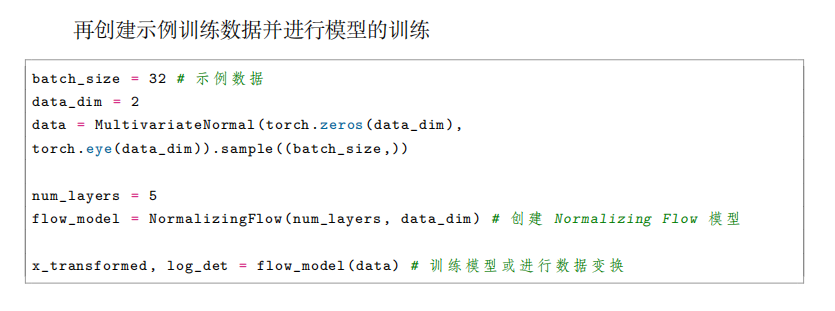 再创建示例训练数据并进行模型的训练
batch_size = 32 # 示例数据
data_dim = 2
data = MultivariateNormal(torch.zeros(data_dim),
torch.eye(data_dim)).sample((batch_size,))
num_layers = 5
flow_model = NormalizingFlow(num_layers, data_dim) # 创建 Normalizing Flow 模型
x_transformed, log_det = flow_model(data) # 训练模型或进行数据变换